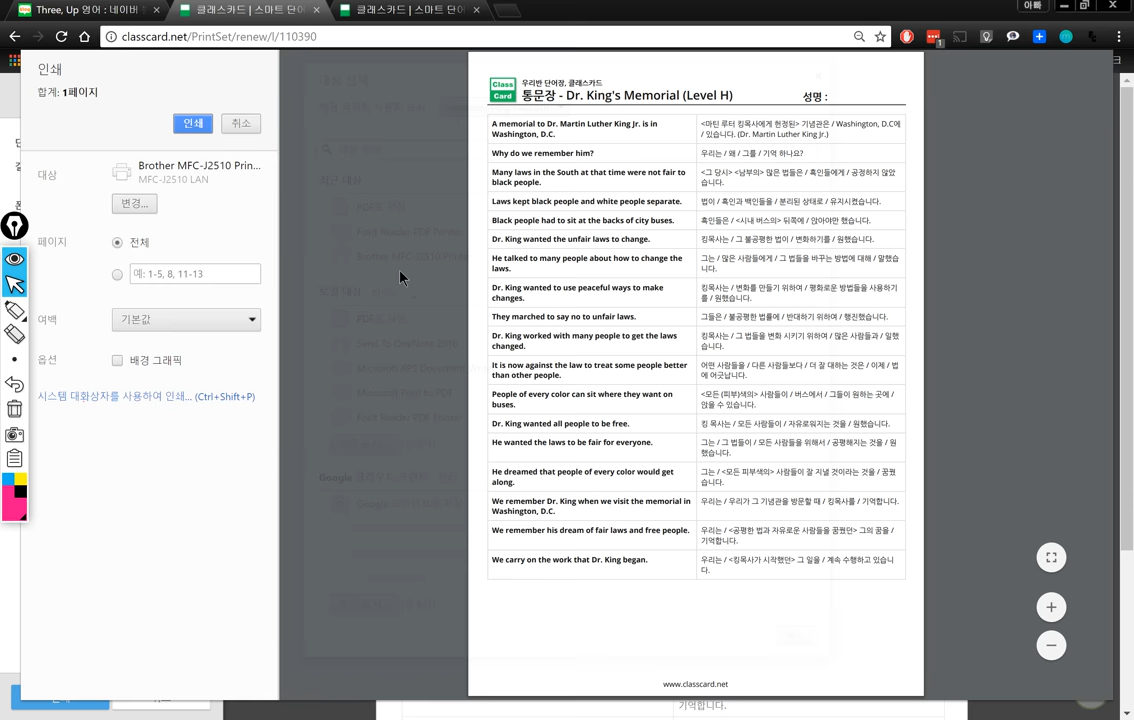 Three, Up 영어 : 네이버
클래스카드 | 스마트 단어
클래스카드 | 스마트 단어
아빠
classcard.net/PrintSet/renew/l/110390
인쇄
합계: 1페이지
인쇄
취소
대상
Brother MFC-J2510 Prin...
MFC-J2510 LAN
변경...
페이지
전체
예: 1-5, 8, 11-13
여백
기본값
옵션
배경 그래픽
시스템 대화상자를 사용하여 인쇄... (Ctrl+Shift+P)
Class
Card
우리반 단어장, 클래스카드
통문장 - Dr. King's Memorial (Level H)
성명 :
A memorial to Dr. Martin Luther King Jr. is in
Washington, D.C.
<마틴 루터 킹목사에게 헌정된> 기념관은 / Washington, D.C에
/ 있습니다. (Dr. Martin Luther King Jr.)
Why do we remember him?
우리는 / 왜 / 그를 / 기억 하나요?
Many laws in the South at that time were not fair to
black people.
<그 당시> <남부의> 많은 법들은 / 흑인들에게 / 공정하지 않았
습니다.
Laws kept black people and white people separate.
법이 / 흑인과 백인들을 / 분리된 상태로 / 유지시켰습니다.
Black people had to sit at the backs of city buses.
흑인들은 / <시내 버스의> 뒤쪽에 / 앉아야만 했습니다.
Dr. King wanted the unfair laws to change.
킹목사는 / 그 불공평한 법이 / 변화하기를 / 원했습니다.
He talked to many people about how to change the
laws.
그는 / 많은 사람들에게 / 그 법들을 바꾸는 방법에 대해 / 말했습
니다.
Dr. King wanted to use peaceful ways to make
changes.
킹목사는 / 변화를 만들기 위하여 / 평화로운 방법들을 사용하기
를 / 원했습니다.
They marched to say no to unfair laws.
그들은 / 불공평한 법률에 / 반대하기 위하여 / 행진했습니다.
Dr. King worked with many people to get the laws
changed.
킹목사는 / 그 법들을 변화 시키기 위하여 / 많은 사람들과 / 일했
습니다.
It is now against the law to treat some people better
than other people.
어떤 사람들을 / 다른 사람들보다 / 더 잘 대하는 것은 / 이제 / 법
에 어긋납니다.
People of every color can sit where they want on
buses.
<모든 (피부)색의> 사람들이 / 버스에서 / 그들이 원하는 곳에 /
앉을 수 있습니다.
Dr. King wanted all people to be free.
킹 목사는 / 모든 사람들이 / 자유로워지는 것을 / 원했습니다.
He wanted the laws to be fair for everyone.
그는 / 그 법들이 / 모든 사람들을 위해서 / 공평해지는 것을 / 원
했습니다.
He dreamed that people of every color would get
along.
그는 / <모든 피부색의> 사람들이 잘 지낼 것이라는 것을 / 꿈꿨
습니다.
We remember Dr. King when we visit the memorial in
Washington, D.C.
우리는 / 우리가 그 기념관을 방문할 때 / 킹목사를 / 기억합니다.
We remember his dream of fair laws and free people.
우리는 / <공평한 법과 자유로운 사람들을 꿈꿨던> 그의 꿈을 /
기억합니다.
We carry on the work that Dr. King began.
우리는 / <킹목사가 시작했던> 그 일을 / 계속 수행하고 있습니
다.
www.classcard.net
기억합니다.